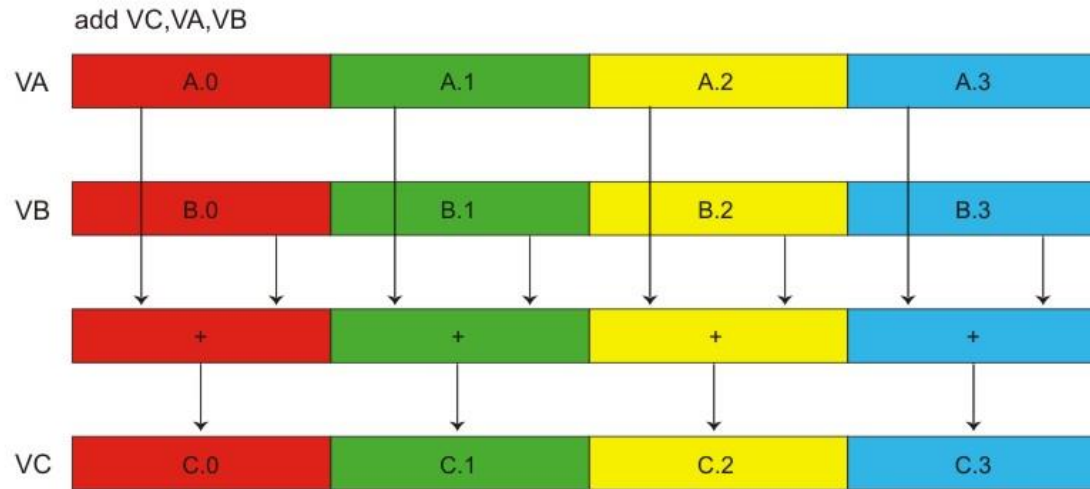 add VC,VA,VB
VA A.0 A.1 A.2 A.3
VB B.0 B.1 B.2 B.3
+ + + +
VC C.0 C.1 C.2 C.3